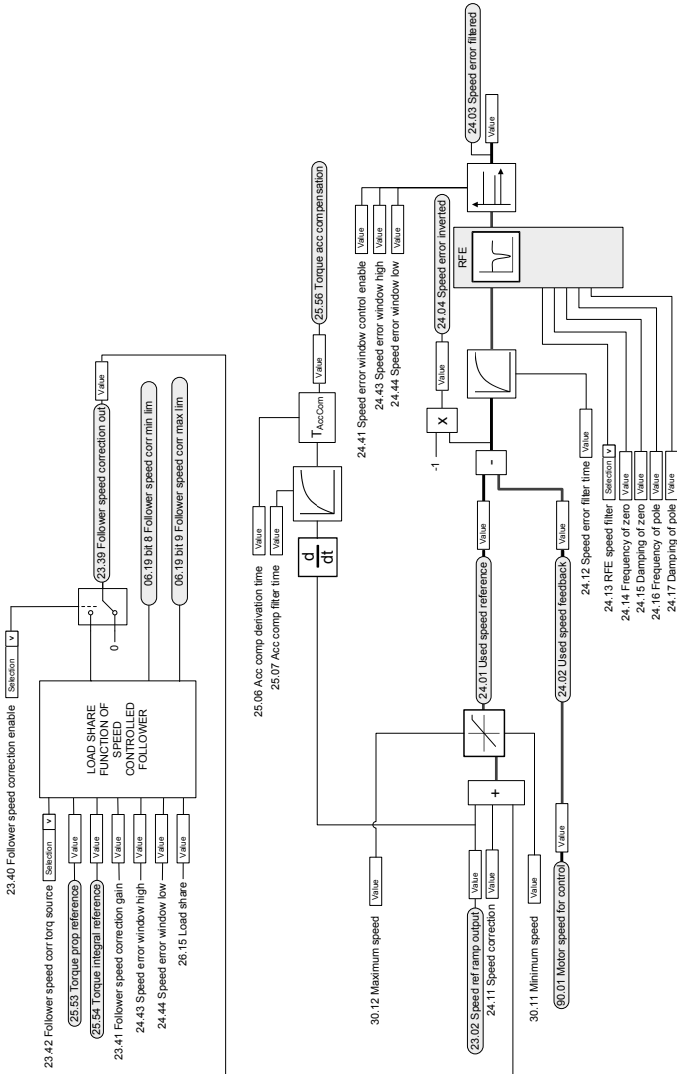 23.40 Follower speed correction enable
Selection v
23.42 Follower speed corr torq source
Selection v
25.53 Torque prop reference
Value
25.54 Torque integral reference
Value
23.41 Follower speed correction gain
Value
24.43 Speed error window high
Value
24.44 Speed error window low
Value
26.15 Load share
Value
LOAD SHARE
FUNCTION OF
SPEED
CONTROLLED
FOLLOWER
0
23.39 Follower speed correction out
Value
06.19 bit 8 Follower speed corr min lim
06.19 bit 9 Follower speed corr max lim
25.06 Acc comp derivation time
Value
25.07 Acc comp filter time
Value
d
dt
TAccCom
Value
25.56 Torque acc compensation
30.12 Maximum speed
Value
23.02 Speed ref ramp output
Value
24.11 Speed correction
Value
+
30.11 Minimum speed
Value
90.01 Motor speed for control
Value
24.01 Used speed reference
Value
24.02 Used speed feedback
Value
-
-1
X
Value
24.04 Speed error inverted
24.41 Speed error window control enable
Value
24.43 Speed error window high
Value
24.44 Speed error window low
Value
RFE
24.03 Speed error filtered
Value
24.12 Speed error filter time
Value
24.13 RFE speed filter
Selection v
24.14 Frequency of zero
Value
24.15 Damping of zero
Value
24.16 Frequency of pole
Value
24.17 Damping of pole
Value